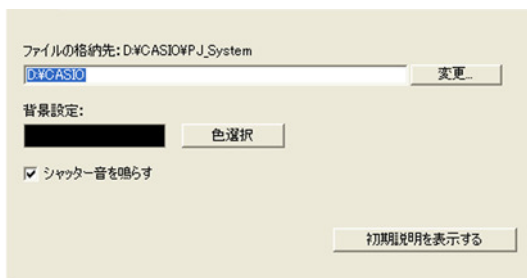 ファイルの格納先：D:¥CASIO¥PJ_System
D:¥CASIO
変更...
背景設定：
色選択
シャッター音を鳴らす
初期説明を表示する